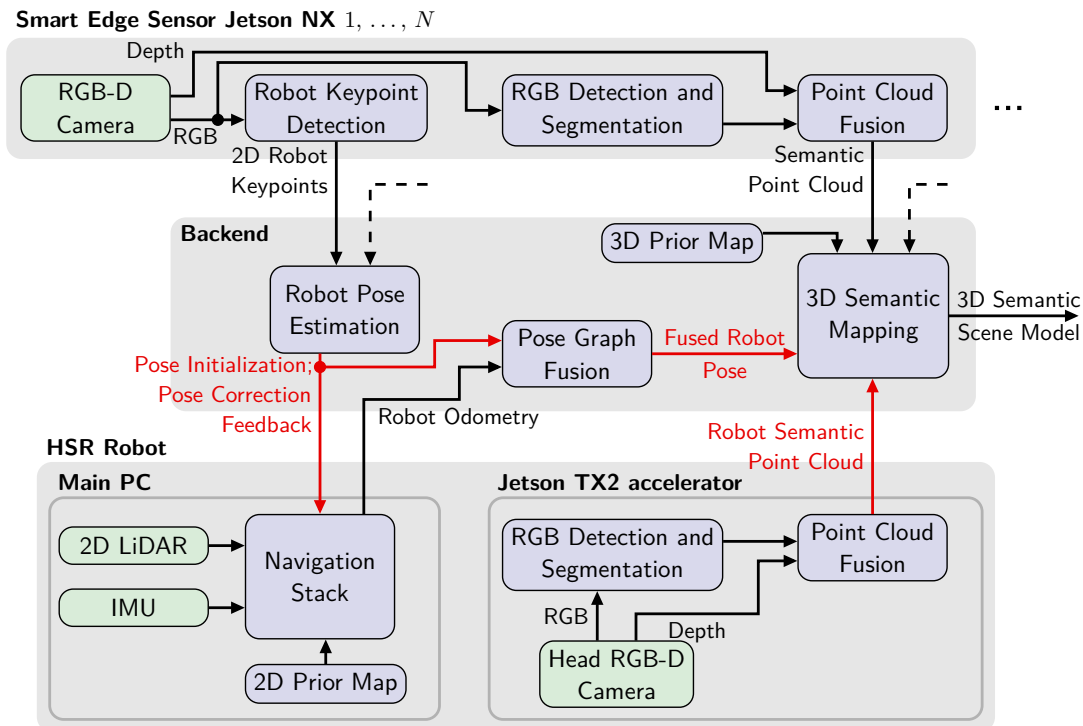 Smart Edge Sensor Jetson NX 1, ..., N
Depth
RGB-D
Camera
RGB
Robot Keypoint
Detection
RGB Detection and
Segmentation
Point Cloud
Fusion
...
2D Robot
Keypoints
Semantic
Point Cloud
Backend
3D Prior Map
Robot Pose
Estimation
3D Semantic
Mapping
3D Semantic
Scene Model
Pose Graph
Fusion
Fused Robot
Pose
Pose Initialization;
Pose Correction
Feedback
Robot Odometry
Robot Semantic
Point Cloud
HSR Robot
Main PC
2D LiDAR
IMU
Navigation
Stack
2D Prior Map
Jetson TX2 accelerator
RGB Detection and
Segmentation
Point Cloud
Fusion
RGB
Depth
Head RGB-D
Camera